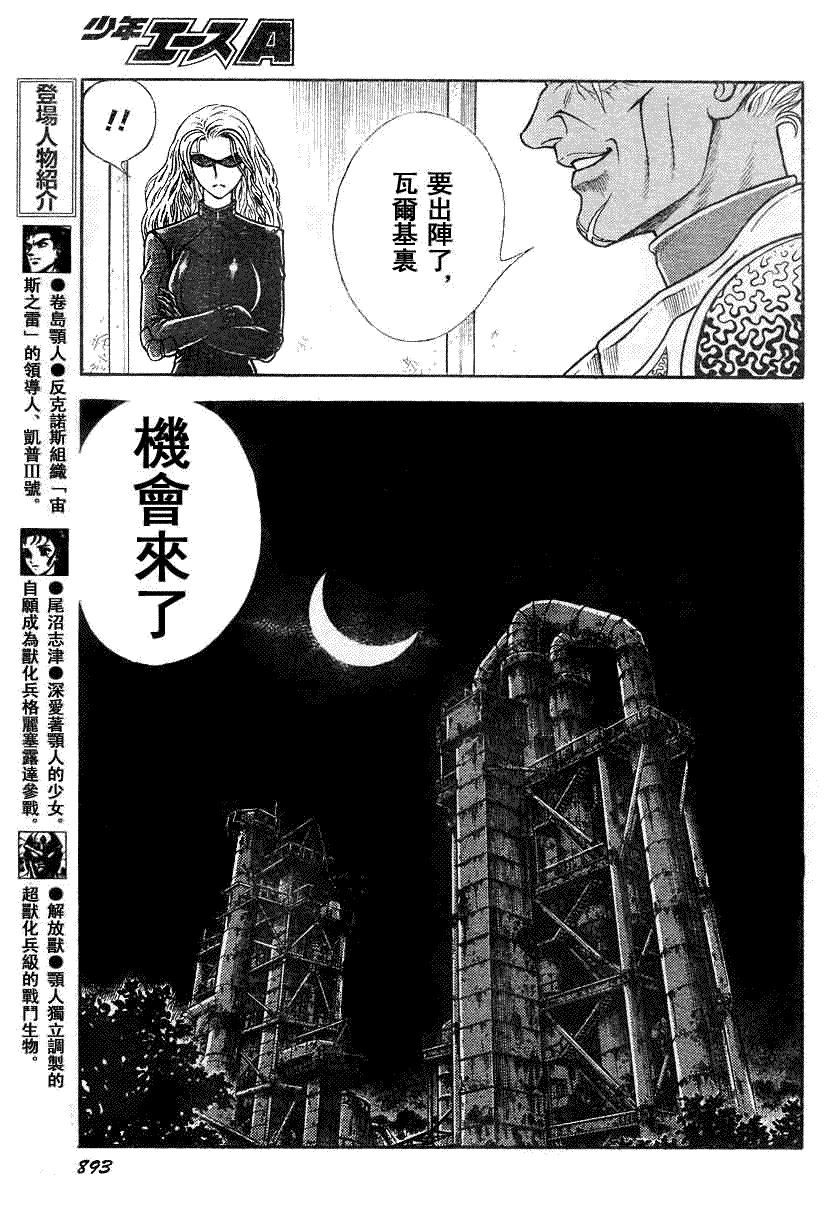 少年エースA
要出陣了，
瓦爾基裏
!!
機會來了
登場人物紹介
●卷島顎人●反克諾斯組織「宙
斯之雷」的領導人、凱普III號。
●尾沼志津●深愛著顎人的少女。
自願成為獸化兵格麗塞露達參戰。
●解放獸●顎人獨立調製的
超獸化兵級的戰鬥生物。
893